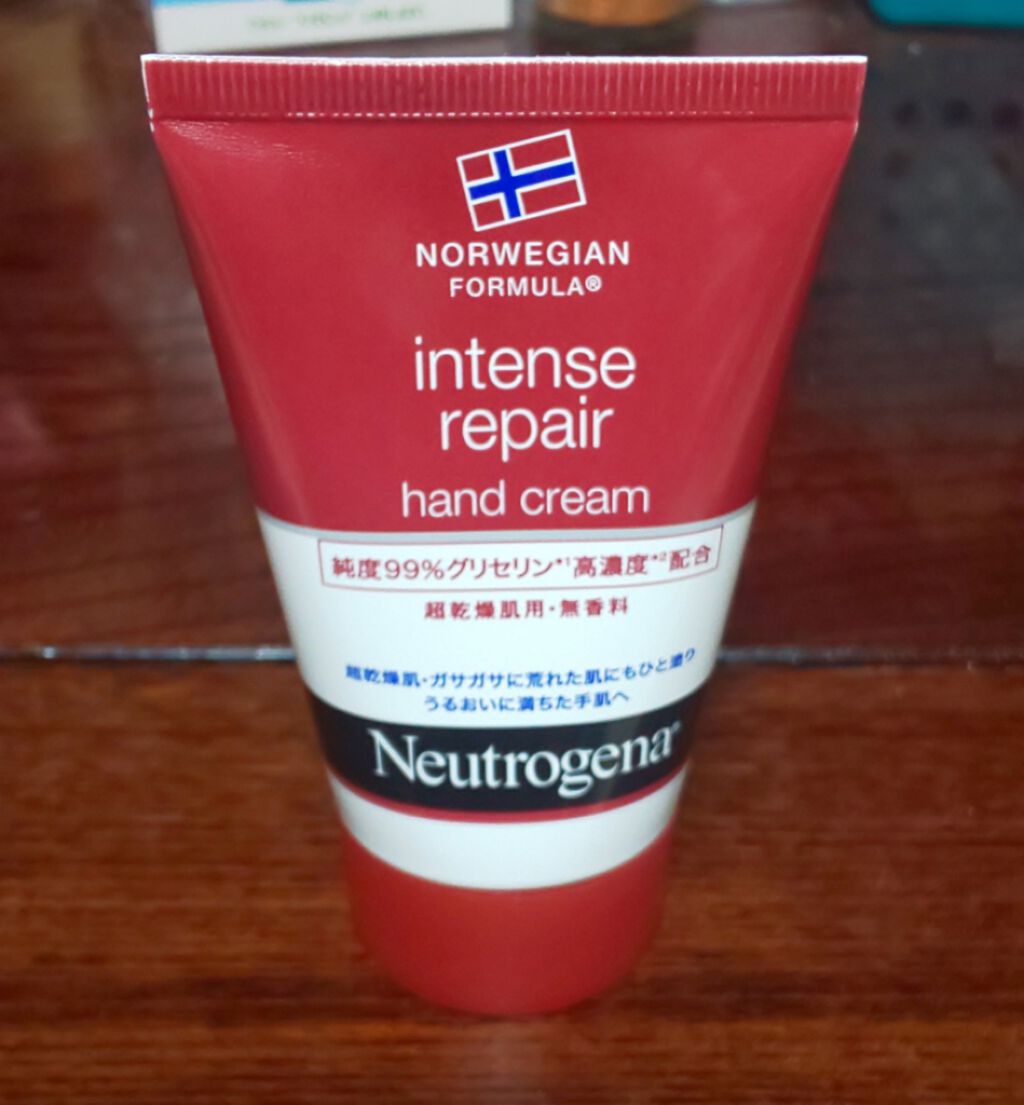 NORWEGIAN
FORMULA®
intense
repair
hand cream
純度99%グリセリン*1高濃度*2配合
超乾燥肌用・無香料
超乾燥肌・ガサガサに荒れた肌にもひと塗り
うるおいに満ちた手肌へ
Neutrogena